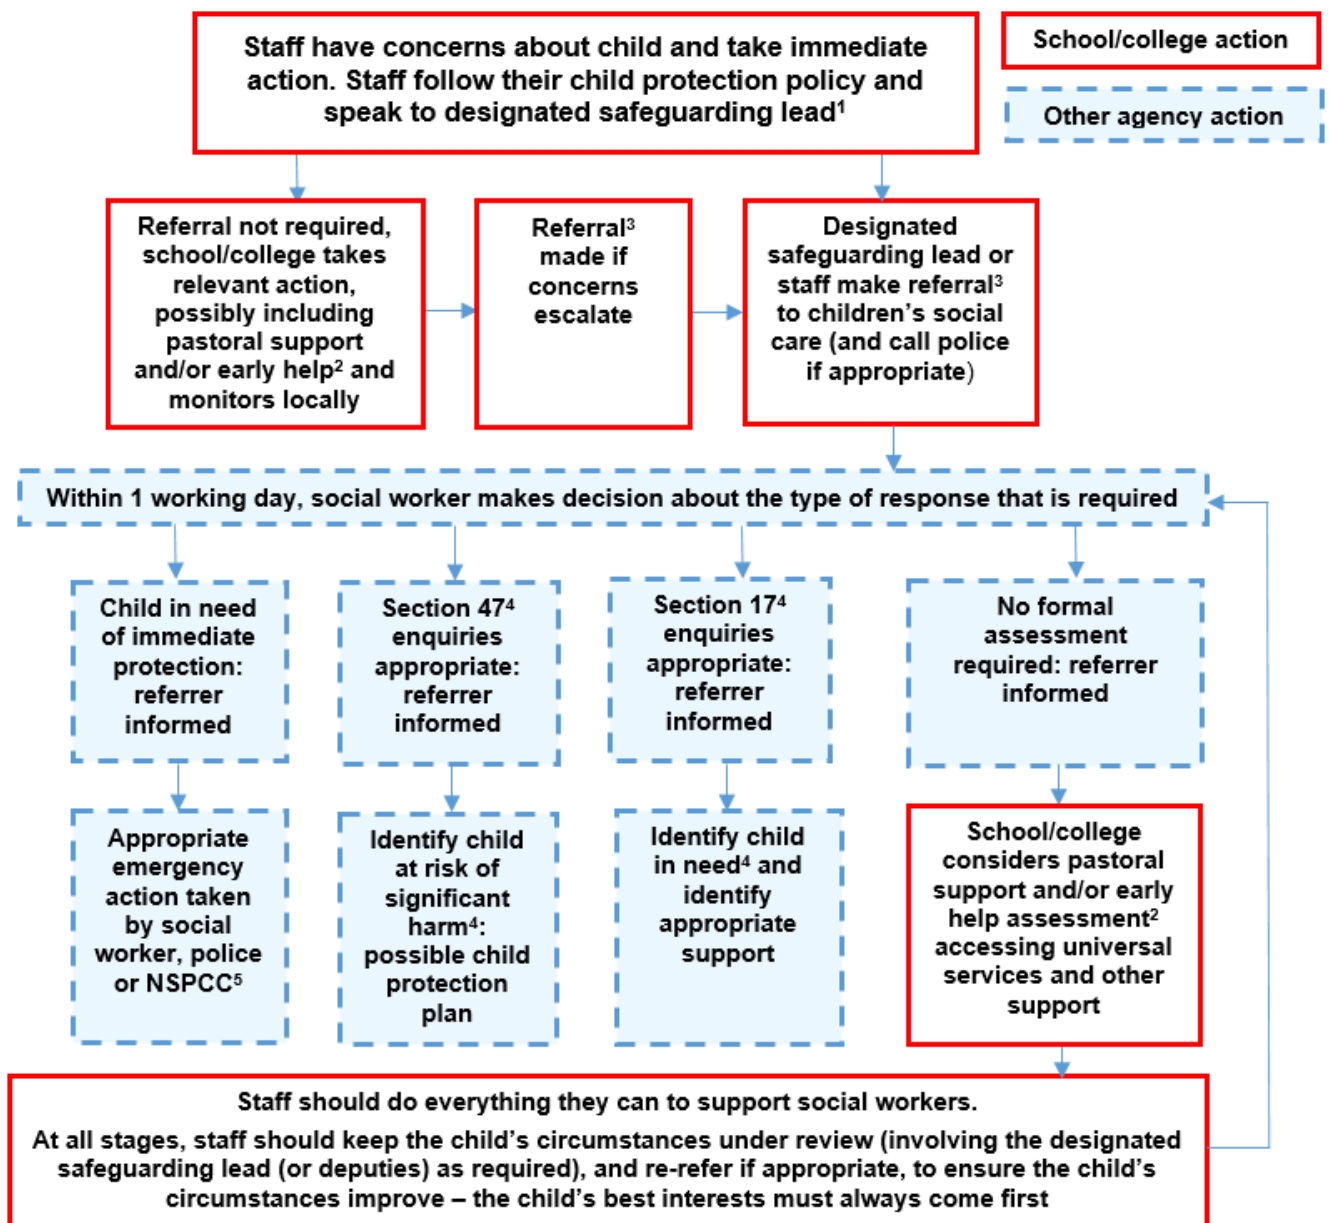 Staff have concerns about child and take immediate
action. Staff follow their child protection policy and
speak to designated safeguarding lead¹
School/college action
Other agency action
Referral not required,
school/college takes
relevant action,
possibly including
pastoral support
and/or early help² and
monitors locally
Referral³
made if
concerns
escalate
Designated
safeguarding lead or
staff make referral³
to children’s social
care (and call police
if appropriate)
Within 1 working day, social worker makes decision about the type of response that is required
Child in need
of immediate
protection:
referrer
informed
Section 47⁴
enquiries
appropriate:
referrer
informed
Section 17⁴
enquiries
appropriate:
referrer
informed
No formal
assessment
required: referrer
informed
Appropriate
emergency
action taken
by social
worker, police
or NSPCC⁵
Identify child
at risk of
significant
harm⁴:
possible child
protection
plan
Identify child
in need⁴ and
identify
appropriate
support
School/college
considers pastoral
support and/or early
help assessment²
accessing universal
services and other
support
Staff should do everything they can to support social workers.
At all stages, staff should keep the child’s circumstances under review (involving the designated
safeguarding lead (or deputies) as required), and re-refer if appropriate, to ensure the child’s
circumstances improve – the child’s best interests must always come first